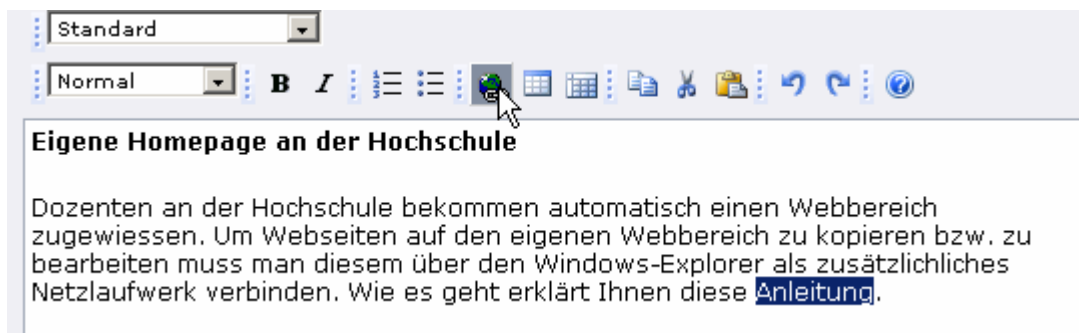 Standard
Normal B I
Eigene Homepage an der Hochschule
Dozenten an der Hochschule bekommen automatisch einen Webbereich
zugewiessen. Um Webseiten auf den eigenen Webbereich zu kopieren bzw. zu
bearbeiten muss man diesem über den Windows-Explorer als zusätzlichliches
Netzlaufwerk verbinden. Wie es geht erklärt Ihnen diese Anleitung.